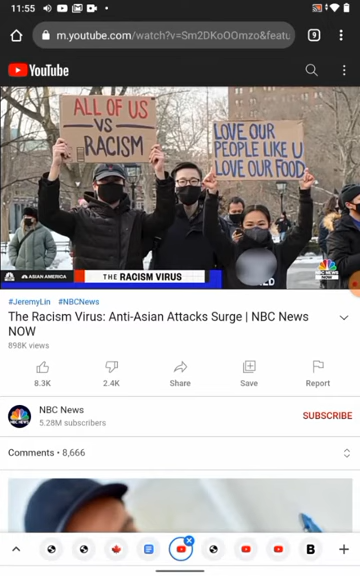 11:55
m.youtube.com/watch?v=Sm2DKoOOmzo&featu
9
YouTube
ALL OF US
VS
RACISM
LOVE OUR
PEOPLE LIKE U
LOVE OUR FOOD
ASIAN AMERICA
THE RACISM VIRUS
NBC
NEWS
NOW
#JeremyLin #NBCNews
The Racism Virus: Anti-Asian Attacks Surge | NBC News
NOW
898K views
8.3K
2.4K
Share
Save
Report
NBC News
5.28M subscribers
SUBSCRIBE
Comments • 8,666
B